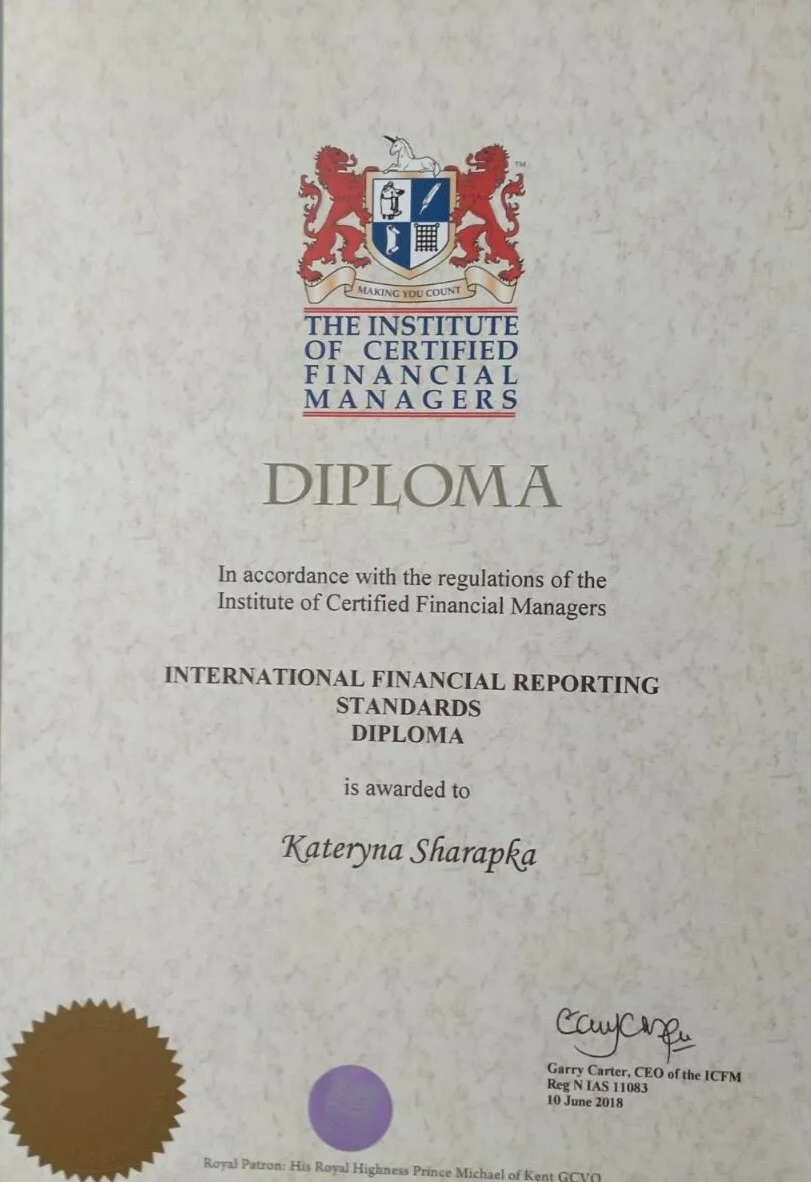 TM
MAKING YOU COUNT
THE INSTITUTE
OF CERTIFIED
FINANCIAL
MANAGERS
DIPLOMA
In accordance with the regulations of the
Institute of Certified Financial Managers
INTERNATIONAL FINANCIAL REPORTING
STANDARDS
DIPLOMA
is awarded to
Kateryna Sharapka
Garry Carter, CEO of the ICFM
Reg N IAS 11083
10 June 2018
Royal Patron: His Royal Highness Prince Michael of Kent GCVO